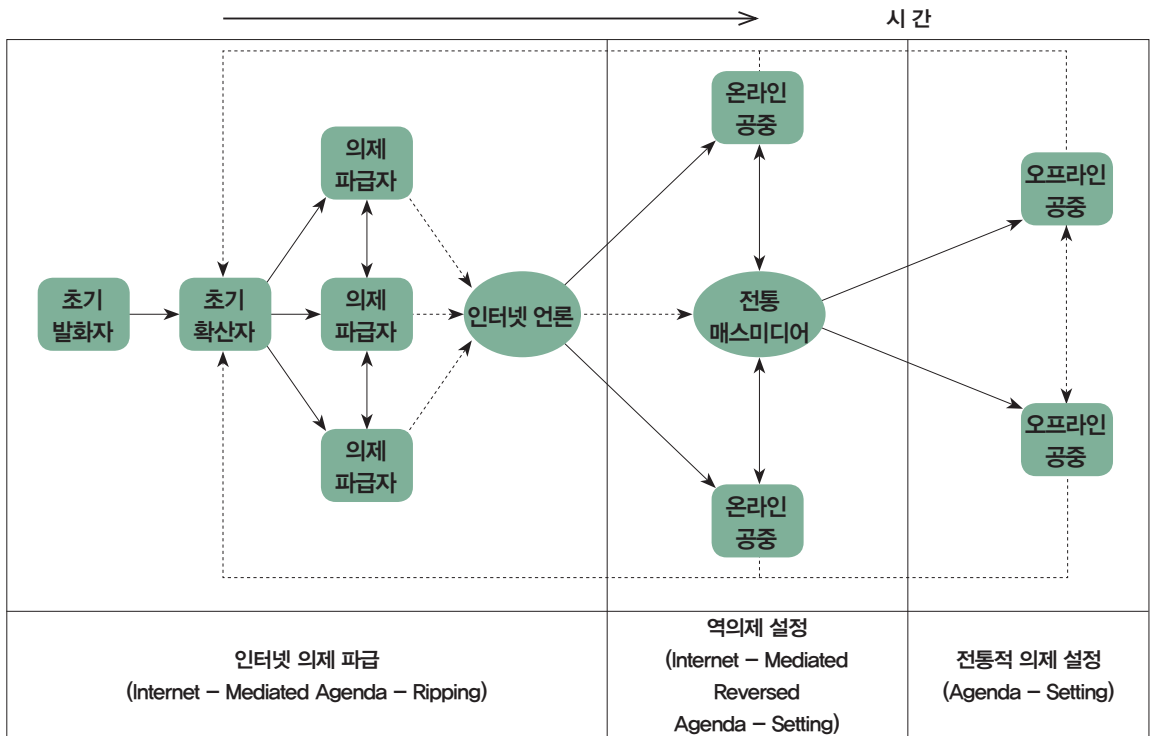 시 간
온라인
공중
의제
파급자
오프라인
공중
초기
발화자
초기
확산자
의제
파급자
인터넷 언론
전통
매스미디어
의제
파급자
오프라인
공중
온라인
공중
인터넷 의제 파급
(Internet – Mediated Agenda – Ripping)
역의제 설정
(Internet – Mediated
Reversed
Agenda – Setting)
전통적 의제 설정
(Agenda – Setting)